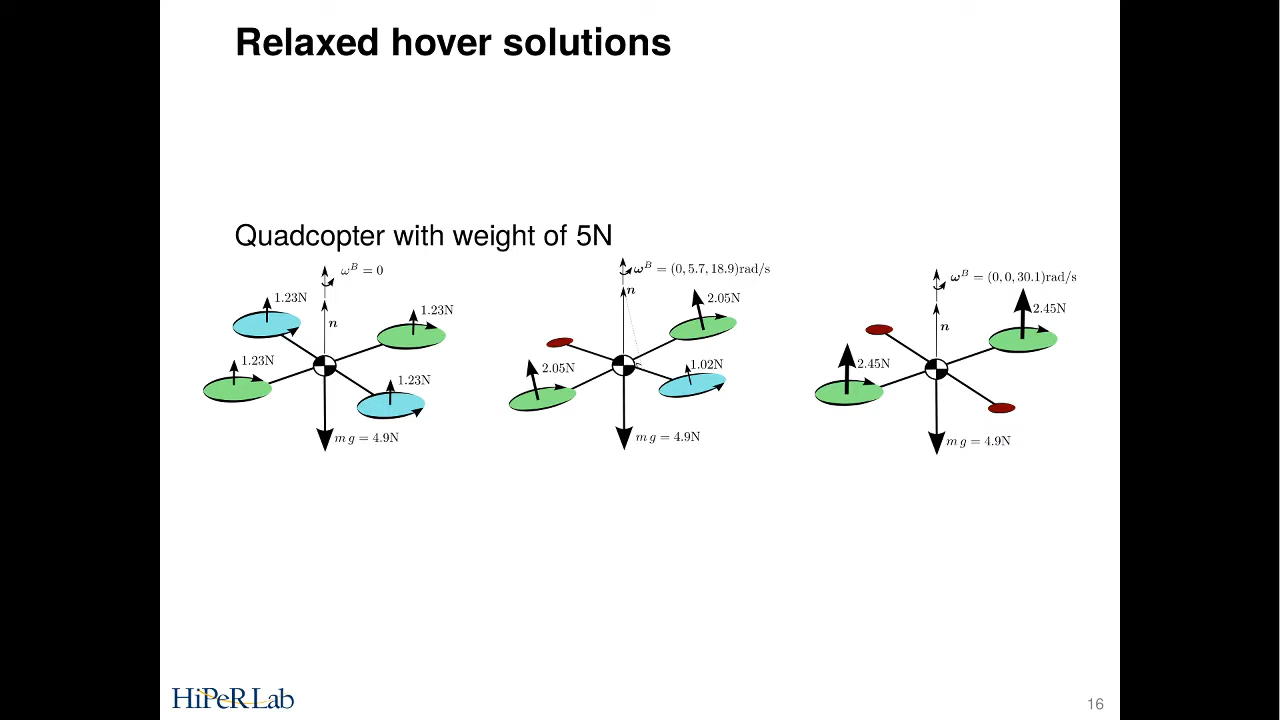 Relaxed hover solutions
Quadcopter with weight of 5N
ω^B = 0
1.23N
1.23N
n
1.23N
1.23N
m g = 4.9N
ω^B = (0, 5.7, 18.9)rad/s
n
2.05N
2.05N
1.02N
m g = 4.9N
ω^B = (0, 0, 30.1)rad/s
2.45N
n
2.45N
m g = 4.9N
HiPeRLab
16